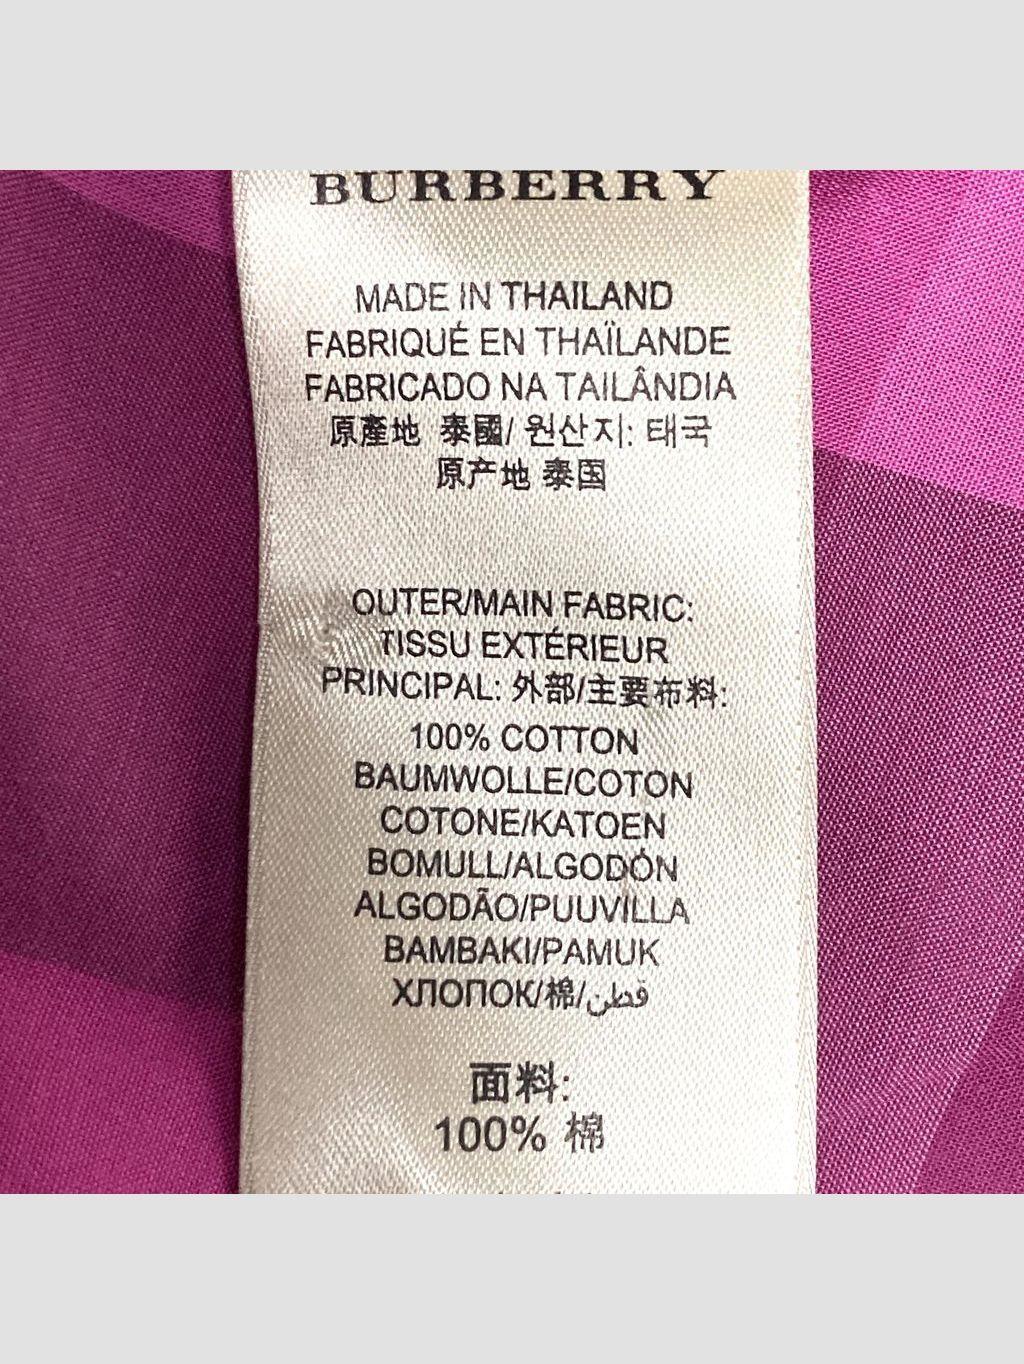 BURBERRY
MADE IN THAILAND
FABRIQUÉ EN THAÏLANDE
FABRICADO NA TAILÂNDIA
原產地 泰國/ 원산지: 태국
原产地 泰国
OUTER/MAIN FABRIC:
TISSU EXTÉRIEUR
PRINCIPAL: 外部/主要布料:
100% COTTON
BAUMWOLLE/COTON
COTONE/KATOEN
BOMULL/ALGODÓN
ALGODÃO/PUUVILLA
BAMBAKI/PAMUK
ХЛОПОК/棉/قطن
面料:
100% 棉